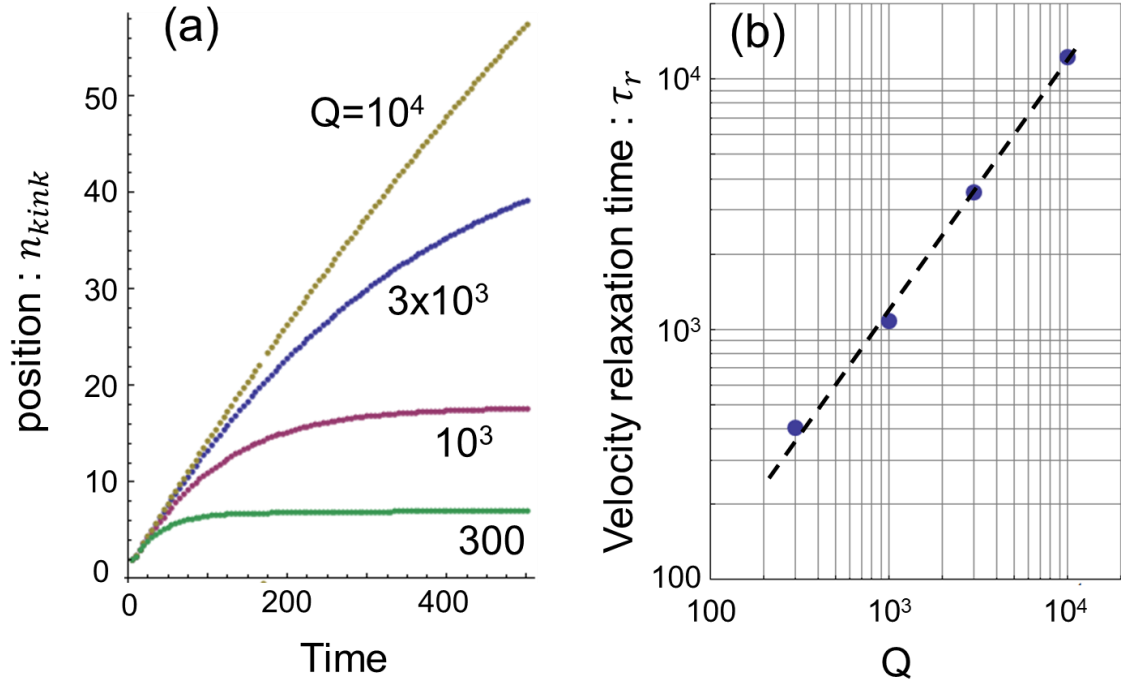 (a)
Q=10⁴
3x10³
10³
300
50
40
30
20
10
0
0
200
400
position : n_kink
Time
(b)
10⁴
10³
100
100
10³
10⁴
Velocity relaxation time : τ_r
Q